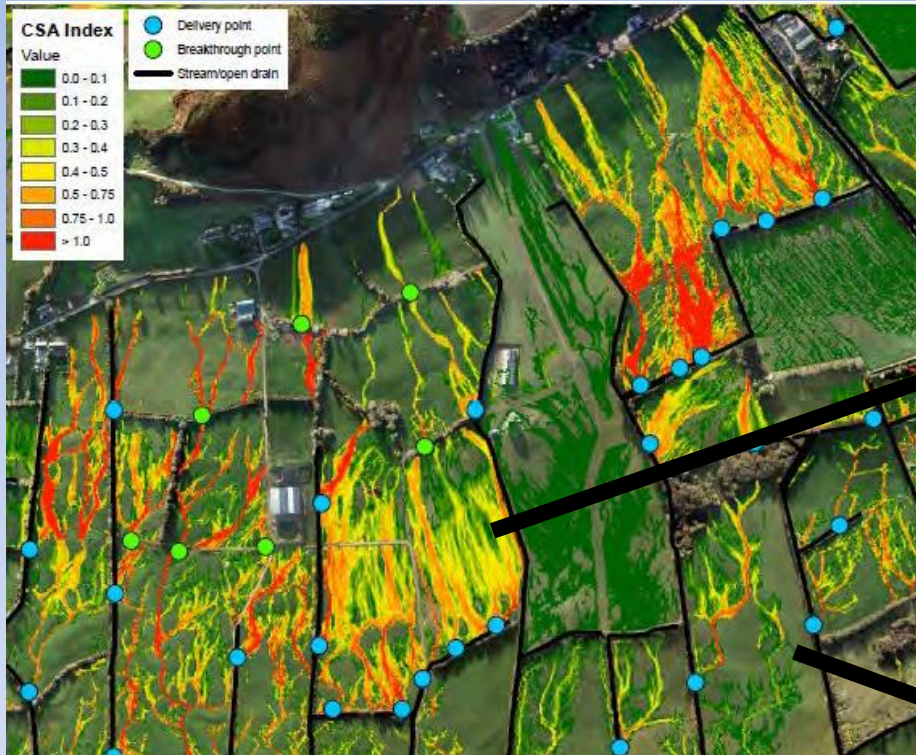 CSA Index
Value
0.0 - 0.1
0.1 - 0.2
0.2 - 0.3
0.3 - 0.4
0.4 - 0.5
0.5 - 0.75
0.75 - 1.0
> 1.0
Delivery point
Breakthrough point
Stream/open drain